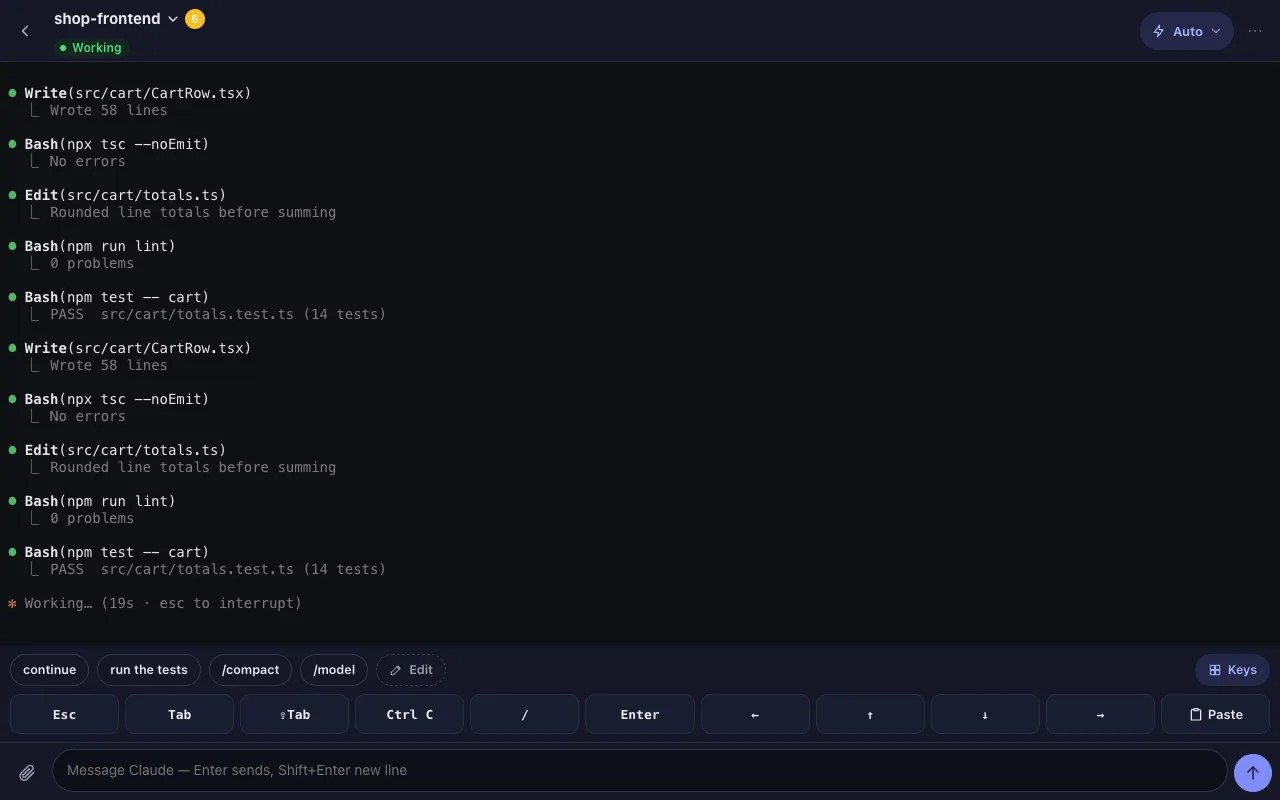 shop-frontend 5
Working
Auto
Write(src/cart/CartRow.tsx)
Wrote 58 lines
Bash(npx tsc --noEmit)
No errors
Edit(src/cart/totals.ts)
Rounded line totals before summing
Bash(npm run lint)
0 problems
Bash(npm test -- cart)
PASS  src/cart/totals.test.ts (14 tests)
Write(src/cart/CartRow.tsx)
Wrote 58 lines
Bash(npx tsc --noEmit)
No errors
Edit(src/cart/totals.ts)
Rounded line totals before summing
Bash(npm run lint)
0 problems
Bash(npm test -- cart)
PASS  src/cart/totals.test.ts (14 tests)
✻ Working… (19s · esc to interrupt)
continue run the tests /compact /model Edit Keys
Esc Tab ⇧Tab Ctrl C / Enter ← ↑ ↓ → Paste
Message Claude — Enter sends, Shift+Enter new line